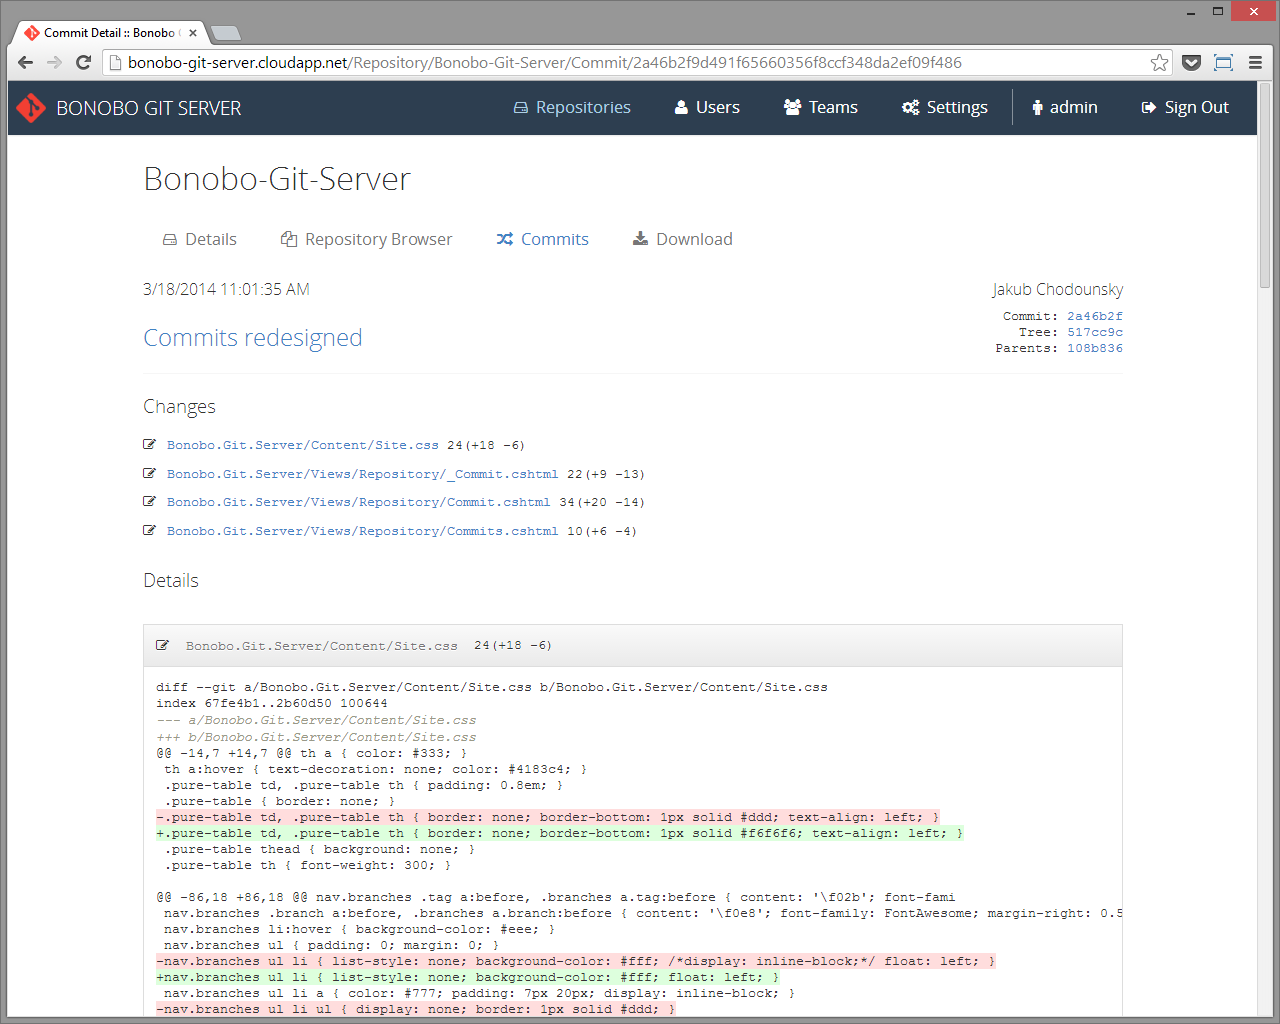 Commit Detail :: Bonobo
bonobo-git-server.cloudapp.net/Repository/Bonobo-Git-Server/Commit/2a46b2f9d491f65660356f8ccf348da2ef09f486
BONOBO GIT SERVER Repositories Users Teams Settings admin Sign Out
Bonobo-Git-Server
Details Repository Browser Commits Download
3/18/2014 11:01:35 AM Jakub Chodounsky
Commit: 2a46b2f
Tree: 517cc9c
Commits redesigned
Parents: 108b836
Changes
Bonobo.Git.Server/Content/Site.css 24(+18 -6)
Bonobo.Git.Server/Views/Repository/_Commit.cshtml 22(+9 -13)
Bonobo.Git.Server/Views/Repository/Commit.cshtml 34(+20 -14)
Bonobo.Git.Server/Views/Repository/Commits.cshtml 10(+6 -4)
Details
Bonobo.Git.Server/Content/Site.css 24(+18 -6)
diff --git a/Bonobo.Git.Server/Content/Site.css b/Bonobo.Git.Server/Content/Site.css
index 67fe4b1..2b60d50 100644
--- a/Bonobo.Git.Server/Content/Site.css
+++ b/Bonobo.Git.Server/Content/Site.css
@@ -14,7 +14,7 @@ th a { color: #333; }
 th a:hover { text-decoration: none; color: #4183c4; }
 .pure-table td, .pure-table th { padding: 0.8em; }
 .pure-table { border: none; }
-.pure-table td, .pure-table th { border: none; border-bottom: 1px solid #ddd; text-align: left; }
+.pure-table td, .pure-table th { border: none; border-bottom: 1px solid #f6f6f6; text-align: left; }
 .pure-table thead { background: none; }
 .pure-table th { font-weight: 300; }
@@ -86,18 +86,18 @@ nav.branches .tag a:before, .branches a.tag:before { content: '\f02b'; font-fami
 nav.branches .branch a:before, .branches a.branch:before { content: '\f0e8'; font-family: FontAwesome; margin-right: 0.5
 nav.branches li:hover { background-color: #eee; }
 nav.branches ul { padding: 0; margin: 0; }
-nav.branches ul li { list-style: none; background-color: #fff; /*display: inline-block;*/ float: left; }
+nav.branches ul li { list-style: none; background-color: #fff; float: left; }
 nav.branches ul li a { color: #777; padding: 7px 20px; display: inline-block; }
-nav.branches ul li ul { display: none; border: 1px solid #ddd; }